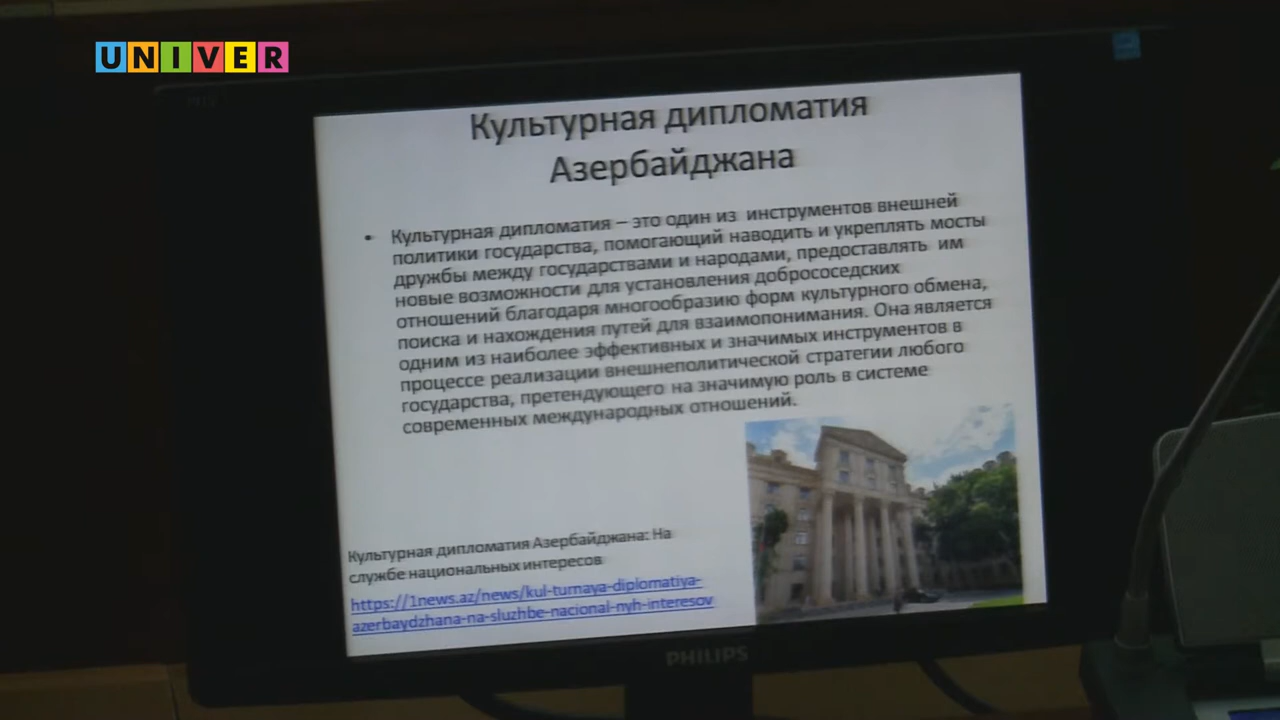 UNIVER
Культурная дипломатия
Азербайджана
• Культурная дипломатия – это один из инструментов внешней
политики государства, помогающий наводить и укреплять мосты
дружбы между государствами и народами, предоставлять им
новые возможности для установления добрососедских
отношений благодаря многообразию форм культурного обмена,
поиска и нахождения путей для взаимопонимания. Она является
одним из наиболее эффективных и значимых инструментов в
процессе реализации внешнеполитической стратегии любого
государства, претендующего на значимую роль в системе
современных международных отношений.
Культурная дипломатия Азербайджана: На
службе национальных интересов
https://1news.az/news/kul-turnaya-diplomatiya-
azerbaydzhana-na-sluzhbe-nacional-nyh-interesov
PHILIPS